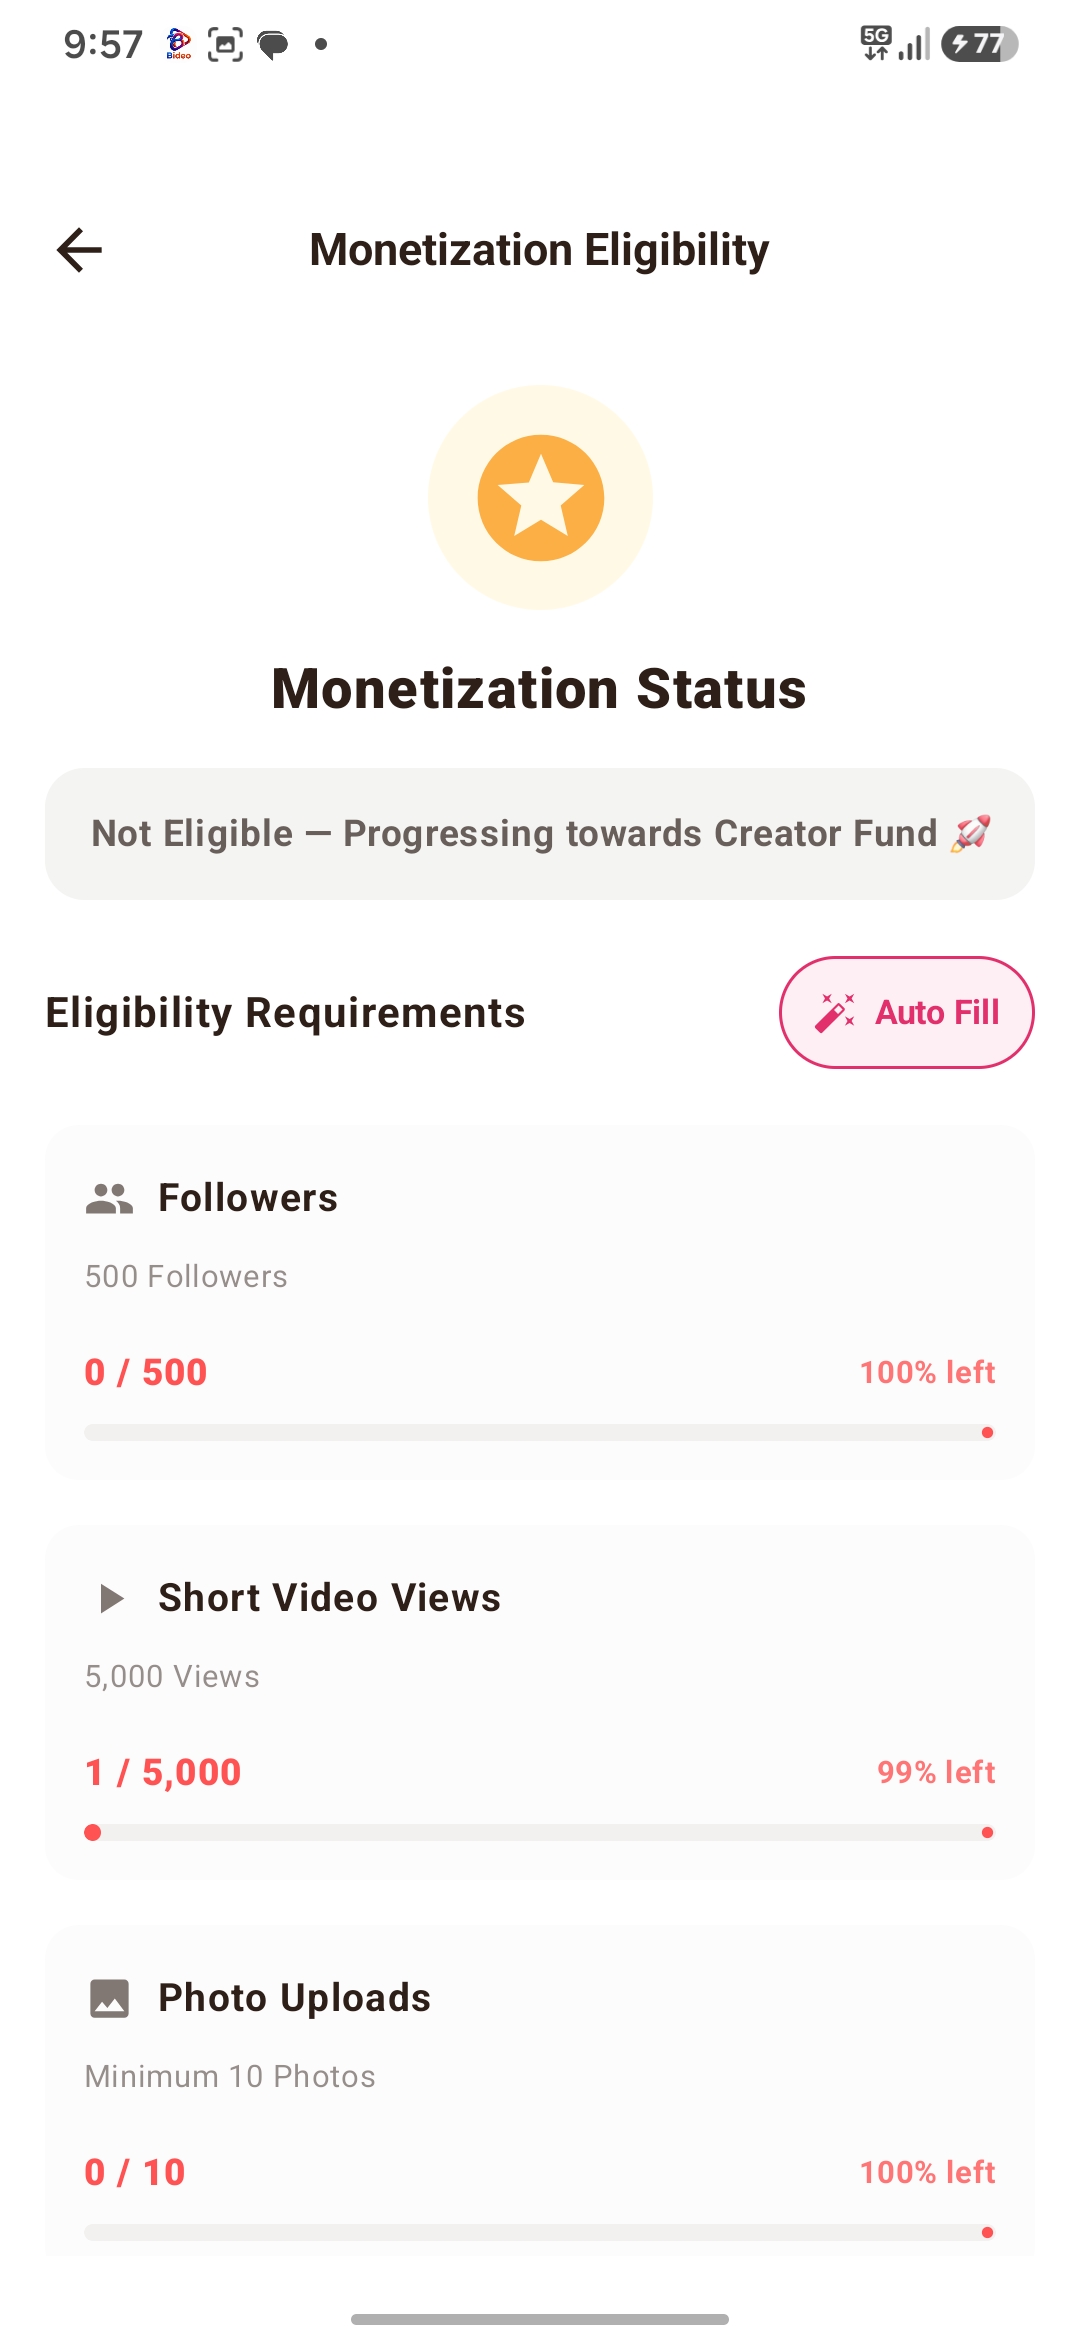 9:57
Bideo
5G
77
Monetization Eligibility
Monetization Status
Not Eligible — Progressing towards Creator Fund 🚀
Eligibility Requirements
Auto Fill
Followers
500 Followers
0 / 500
100% left
Short Video Views
5,000 Views
1 / 5,000
99% left
Photo Uploads
Minimum 10 Photos
0 / 10
100% left